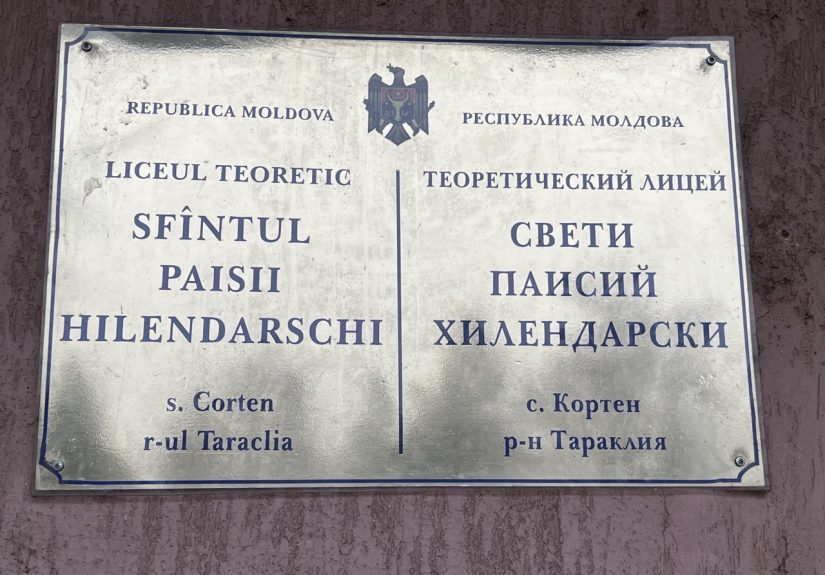 REPUBLICA MOLDOVA
LICEUL TEORETIC
SFÎNTUL
PAISII
HILENDARSCHI
s. Corten
r-ul Taraclia
РЕСПУБЛИКА МОЛДОВА
ТЕОРЕТИЧЕСКИЙ ЛИЦЕЙ
СВЕТИ
ПАИСИЙ
ХИЛЕНДАРСКИ
с. Кортен
р-н Тараклия